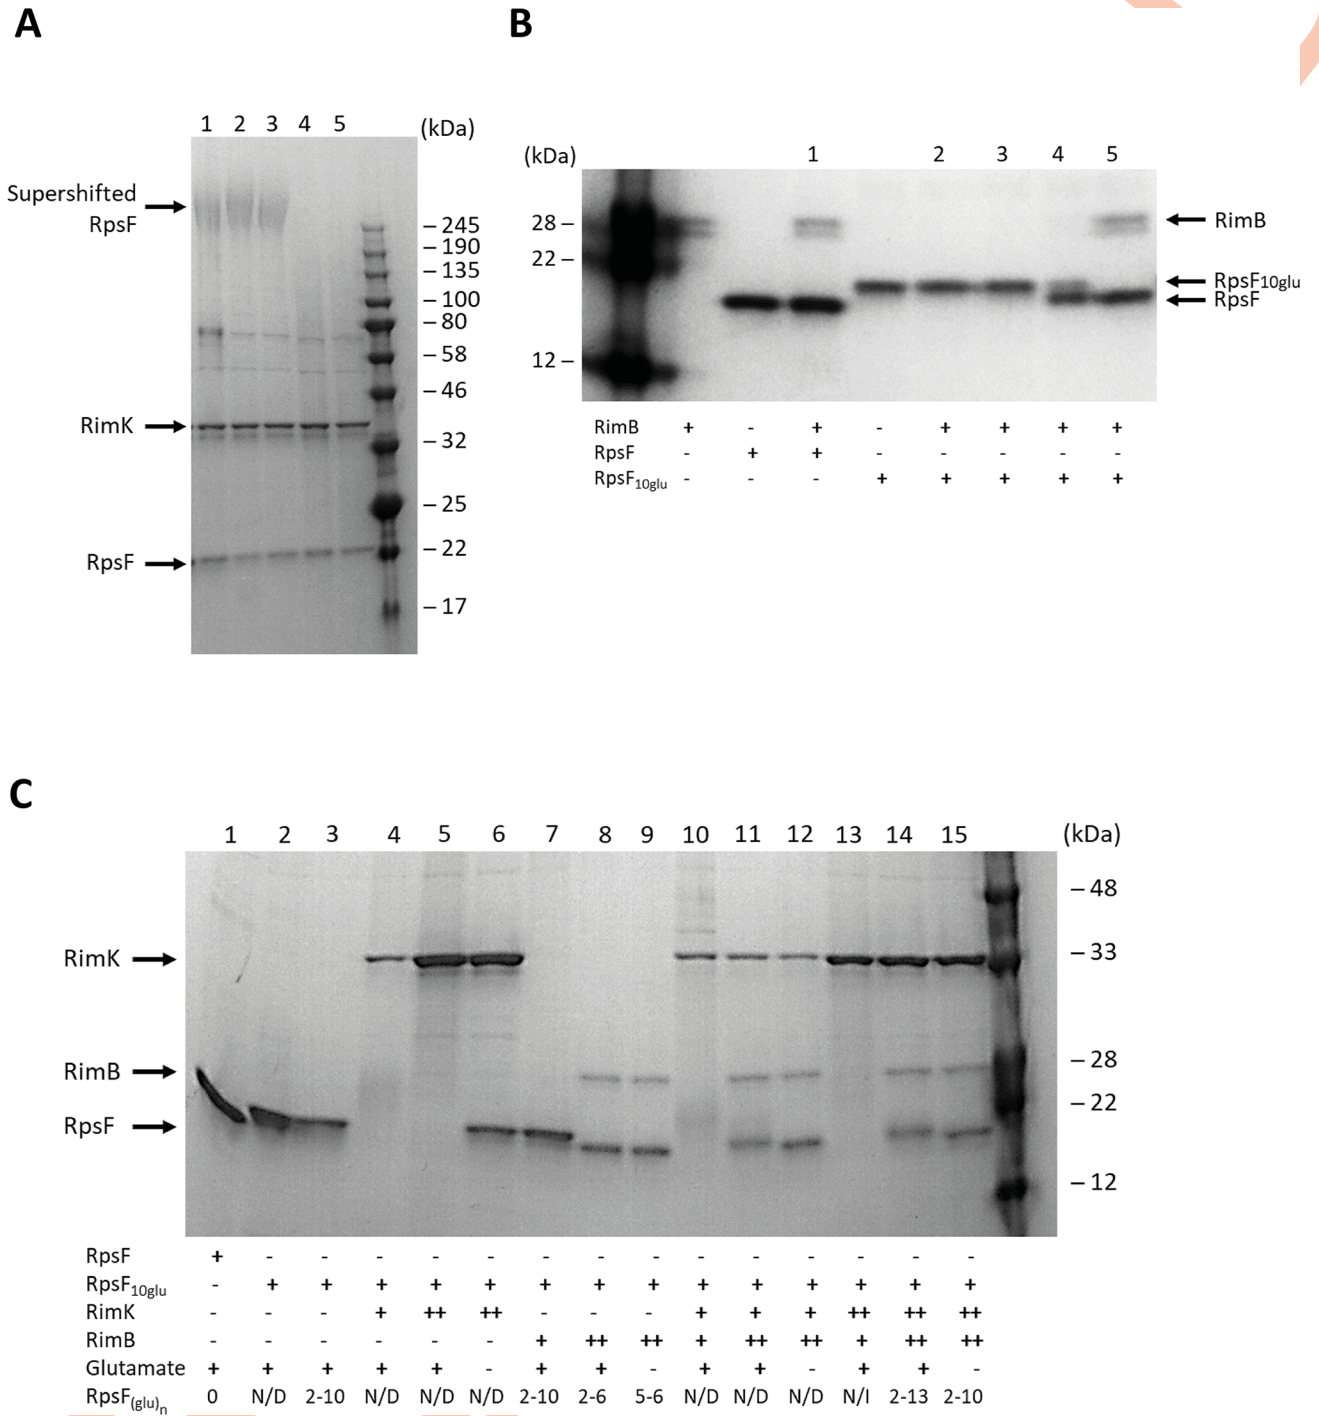 A
B
1 2 3 4 5 (kDa)
Supershifted
RpsF
– 245
– 190
– 135
– 100
– 80
– 58
– 46
RimK
– 32
– 25
– 22
RpsF
– 17
(kDa) 1 2 3 4 5
28 –
RimB
22 –
RpsF10glu
RpsF
12 –
RimB + - + - + + + +
RpsF - + + - - - - -
RpsF10glu - - - + + + + +
C
1 2 3 4 5 6 7 8 9 10 11 12 13 14 15 (kDa)
– 48
RimK – 33
– 28
RimB
– 22
RpsF
– 12
RpsF + - - - - - - - - - - - - - -
RpsF10glu - + + + + + + + + + + + + + +
RimK - - - + ++ ++ - - - + + + ++ ++ ++
RimB - - - - - - + ++ ++ + ++ ++ + ++ ++
Glutamate + + + + + - + + - + + - + + -
RpsF(glu)n 0 N/D 2-10 N/D N/D N/D 2-10 2-6 5-6 N/D N/D N/D N/I 2-13 2-10